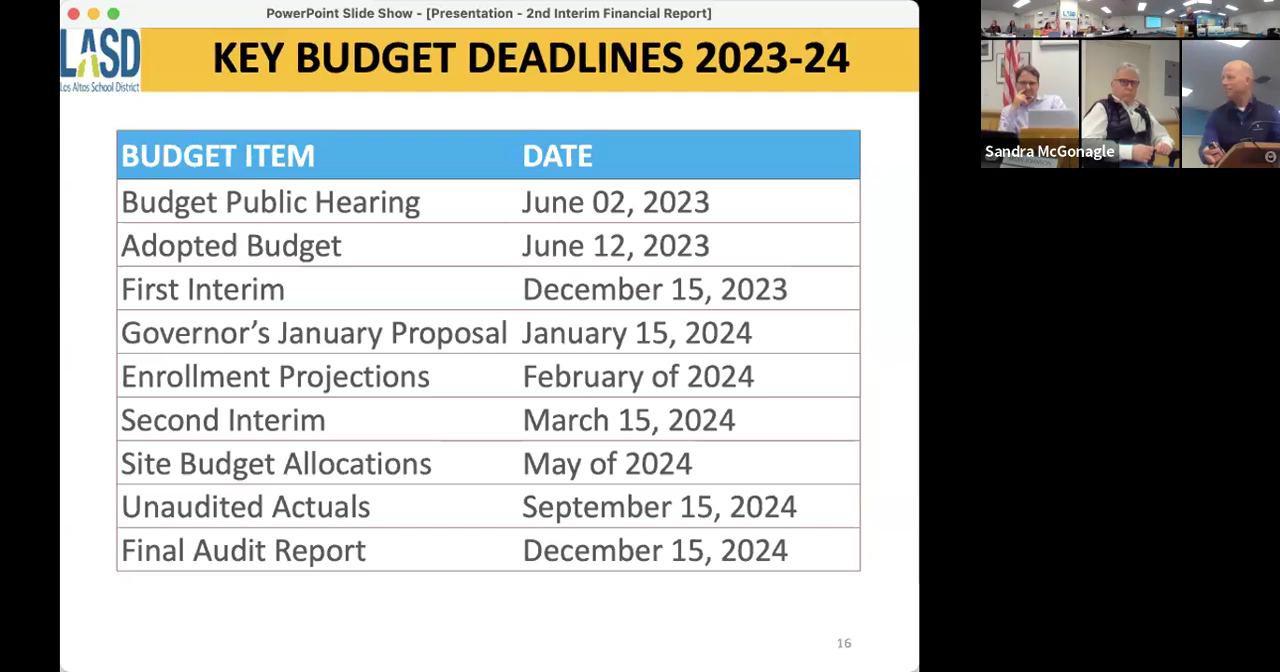 PowerPoint Slide Show - [Presentation - 2nd Interim Financial Report]
LASD
Los Altos School District
KEY BUDGET DEADLINES 2023-24
BUDGET ITEM DATE
Budget Public Hearing June 02, 2023
Adopted Budget June 12, 2023
First Interim December 15, 2023
Governor’s January Proposal January 15, 2024
Enrollment Projections February of 2024
Second Interim March 15, 2024
Site Budget Allocations May of 2024
Unaudited Actuals September 15, 2024
Final Audit Report December 15, 2024
16
Sandra McGonagle